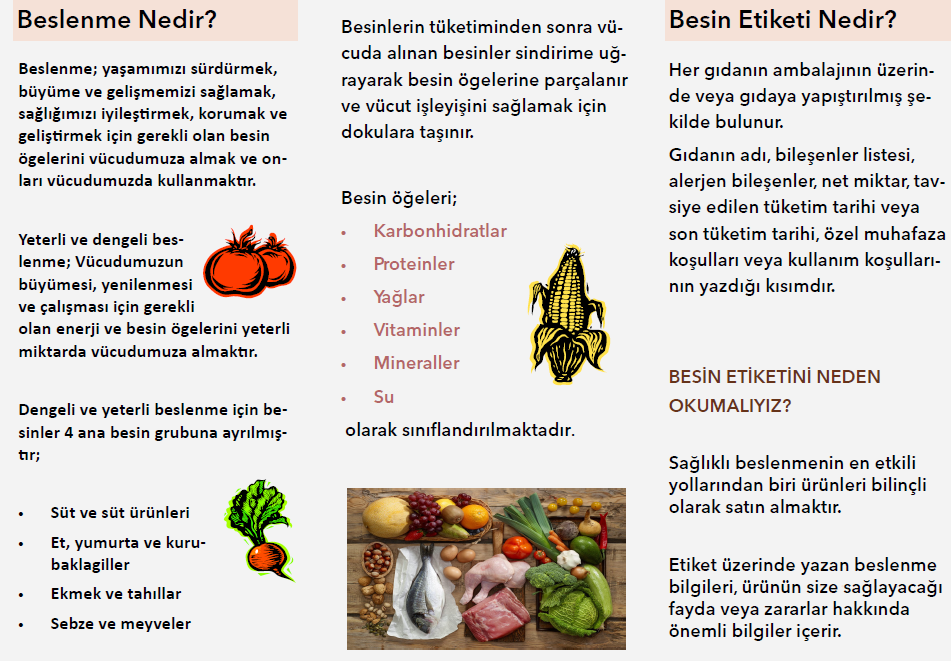 Beslenme Nedir?
Beslenme; yaşamımızı sürdürmek,
büyüme ve gelişmemizi sağlamak,
sağlığımızı iyileştirmek, korumak ve
geliştirmek için gerekli olan besin
ögelerini vücudumuza almak ve on-
ları vücudumuzda kullanmaktır.
Yeterli ve dengeli bes-
lenme; Vücudumuzun
büyümesi, yenilenmesi
ve çalışması için gerekli
olan enerji ve besin ögelerini yeterli
miktarda vücudumuza almaktır.
Dengeli ve yeterli beslenme için be-
sinler 4 ana besin grubuna ayrılmış-
tır;
• Süt ve süt ürünleri
• Et, yumurta ve kuru-
baklagiller
• Ekmek ve tahıllar
• Sebze ve meyveler
Besinlerin tüketiminden sonra vü-
cuda alınan besinler sindirime uğ-
rayarak besin ögelerine parçalanır
ve vücut işleyişini sağlamak için
dokulara taşınır.
Besin öğeleri;
• Karbonhidratlar
• Proteinler
• Yağlar
• Vitaminler
• Mineraller
• Su
olarak sınıflandırılmaktadır.
Besin Etiketi Nedir?
Her gıdanın ambalajının üzerin-
de veya gıdaya yapıştırılmış şe-
kilde bulunur.
Gıdanın adı, bileşenler listesi,
alerjen bileşenler, net miktar, tav-
siye edilen tüketim tarihi veya
son tüketim tarihi, özel muhafaza
koşulları veya kullanım koşulları-
nın yazdığı kısımdır.
BESİN ETİKETİNİ NEDEN
OKUMALIYIZ?
Sağlıklı beslenmenin en etkili
yollarından biri ürünleri bilinçli
olarak satın almaktır.
Etiket üzerinde yazan beslenme
bilgileri, ürünün size sağlayacağı
fayda veya zararlar hakkında
önemli bilgiler içerir.